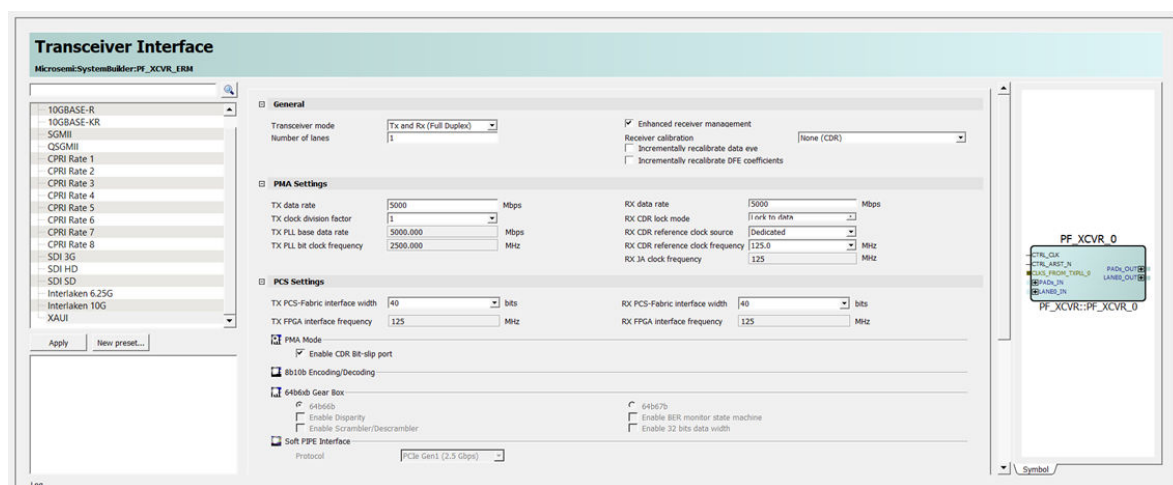 Transceiver Interface
Microsemi:SystemBuilder:PF_XCVR_ERM
10GBASE-R
10GBASE-KR
SGMII
QSGMII
CPRI Rate 1
CPRI Rate 2
CPRI Rate 3
CPRI Rate 4
CPRI Rate 5
CPRI Rate 6
CPRI Rate 7
CPRI Rate 8
SDI 3G
SDI HD
SDI SD
Interlaken 6.25G
Interlaken 10G
XAUI
Apply New preset...
General
Transceiver mode Tx and Rx (Full Duplex) Enhanced receiver management
Number of lanes 1 Receiver calibration None (CDR)
Incrementally recalibrate data eye
Incrementally recalibrate DFE coefficients
PMA Settings
TX data rate 5000 Mbps RX data rate 5000 Mbps
TX clock division factor 1 RX CDR lock mode Lock to data
TX PLL base data rate 5000.000 Mbps RX CDR reference clock source Dedicated
TX PLL bit clock frequency 2500.000 MHz RX CDR reference clock frequency 125.0 MHz
RX JA clock frequency 125 MHz
PCS Settings
TX PCS-Fabric interface width 40 bits RX PCS-Fabric interface width 40 bits
TX FPGA interface frequency 125 MHz RX FPGA interface frequency 125 MHz
PMA Mode
Enable CDR Bit-slip port
8b10b Encoding/Decoding
64b6xb Gear Box
64b66b 64b67b
Enable Disparity Enable BER monitor state machine
Enable Scrambler/Descrambler Enable 32 bits data width
Soft PIPE Interface
Protocol PCIe Gen1 (2.5 Gbps)
PF_XCVR_0
CTRL_CLK
CTRL_ARST_N
CLKS_FROM_TXPLL_0
PADs_IN
LANE0_IN
PADs_OUT
LANE0_OUT
PF_XCVR::PF_XCVR_0
Symbol
Log